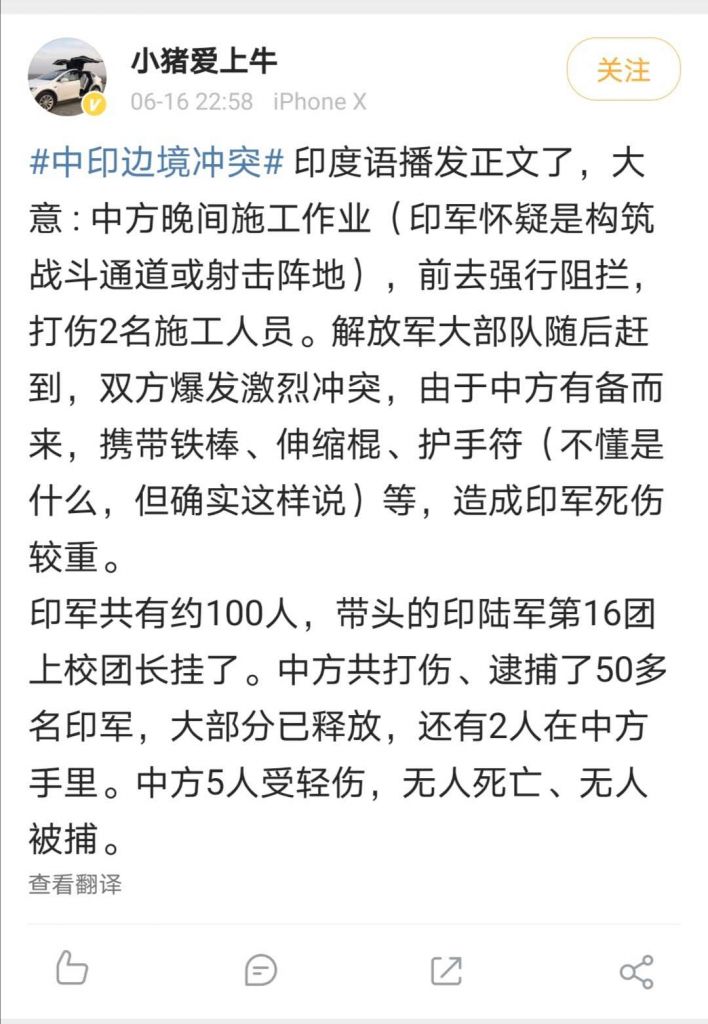 小猪爱上牛
关注
06-16 22:58 iPhone X
#中印边境冲突# 印度语播发正文了，大
意：中方晚间施工作业（印军怀疑是构筑
战斗通道或射击阵地），前去强行阻拦，
打伤2名施工人员。解放军大部队随后赶
到，双方爆发激烈冲突，由于中方有备而
来，携带铁棒、伸缩棍、护手符（不懂是
什么，但确实这样说）等，造成印军死伤
较重。
印军共有约100人，带头的印陆军第16团
上校团长挂了。中方共打伤、逮捕了50多
名印军，大部分已释放，还有2人在中方
手里。中方5人受轻伤，无人死亡、无人
被捕。
查看翻译